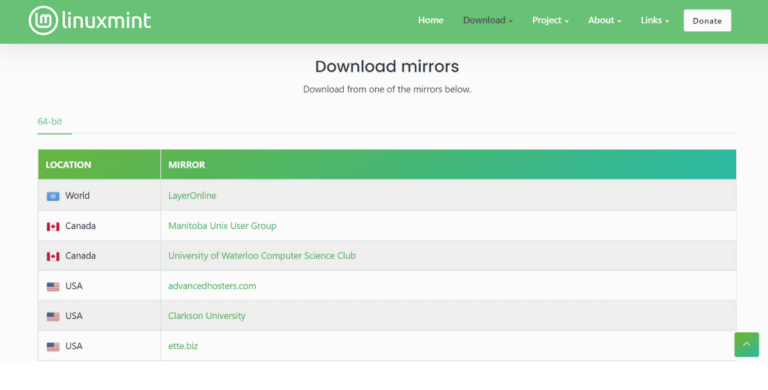 linuxmint Home Download Project About Links Donate
Download mirrors
Download from one of the mirrors below.
64-bit
LOCATION MIRROR
World LayerOnline
Canada Manitoba Unix User Group
Canada University of Waterloo Computer Science Club
USA advancedhosters.com
USA Clarkson University
USA ette.biz